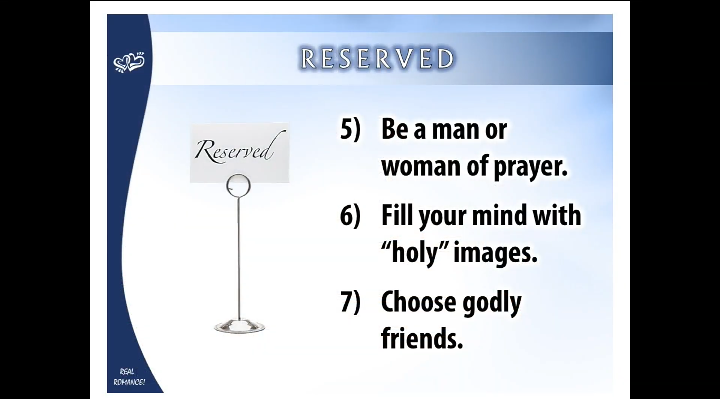 RESERVED
Reserved
5) Be a man or
woman of prayer.
6) Fill your mind with
“holy” images.
7) Choose godly
friends.
REAL
ROMANCE!